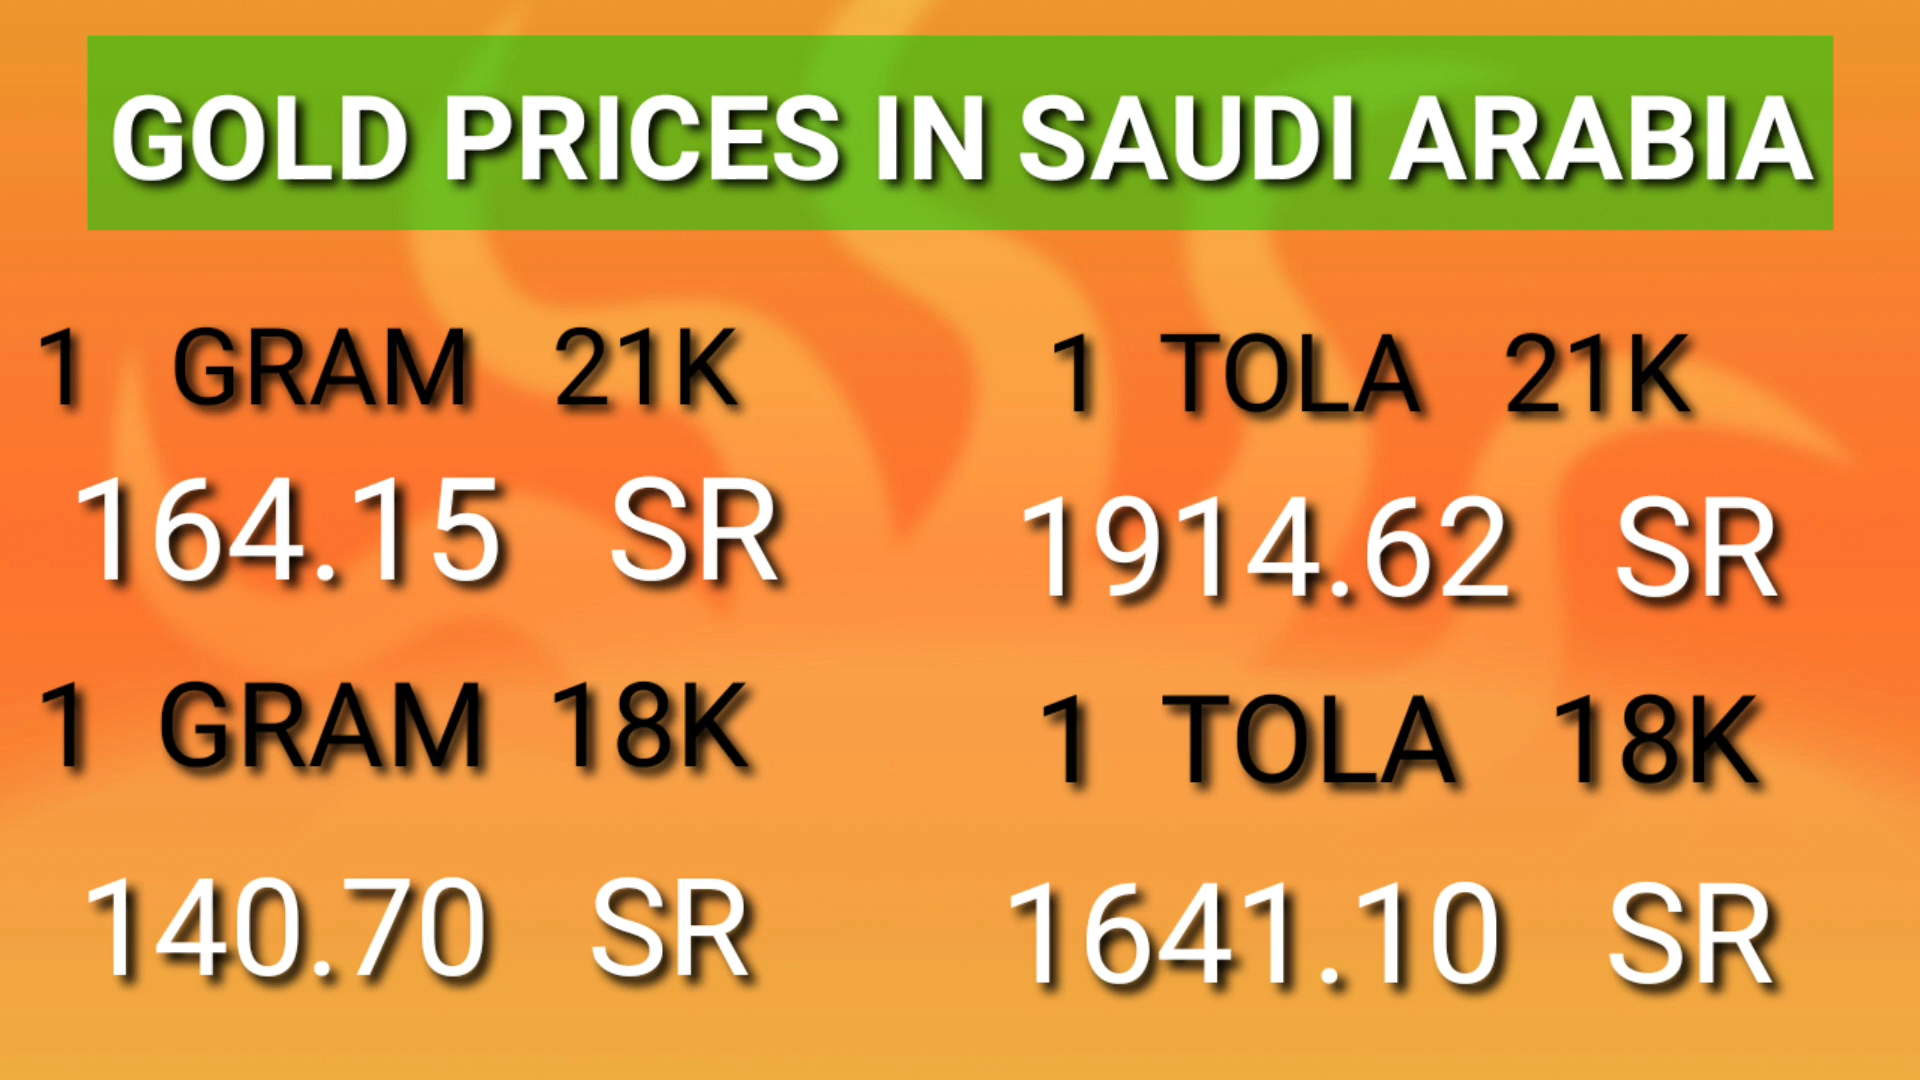 GOLD PRICES IN SAUDI ARABIA
1 GRAM 21K
1 TOLA 21K
164.15 SR
1914.62 SR
1 GRAM 18K
1 TOLA 18K
140.70 SR
1641.10 SR